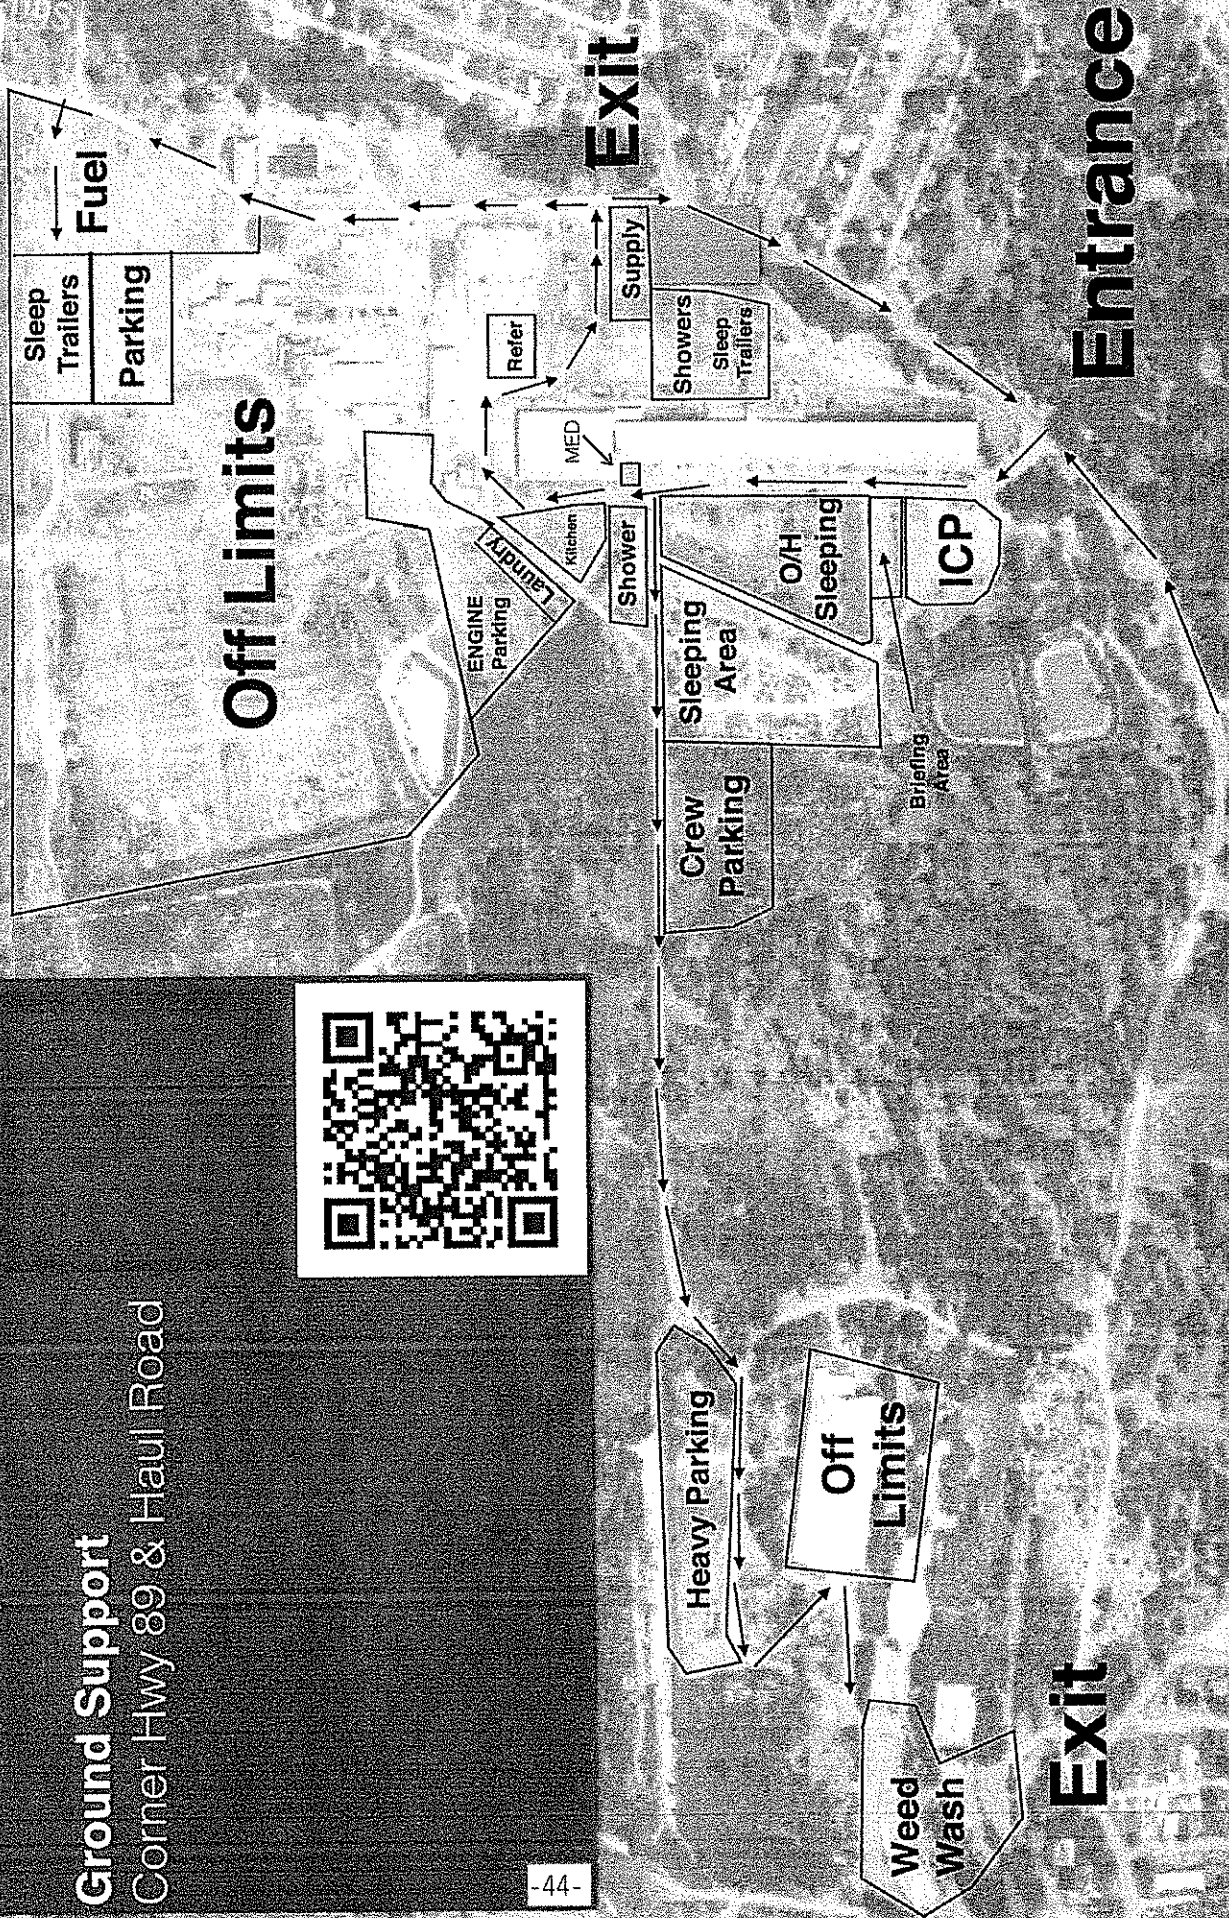 Ground Support
Corner Hwy 89 & Haul Road
-44-
Sleep
Trailers
Fuel
Parking
Off Limits
ENGINE
Parking
Laundry
Kitchen
Refer
MED
Exit
Shower
Supply
Showers
Sleep
Trailers
Sleeping
Area
Crew
Parking
Heavy Parking
O/H
Sleeping
Off
Limits
Briefing
Area
ICP
Weed
Wash
Exit
Entrance